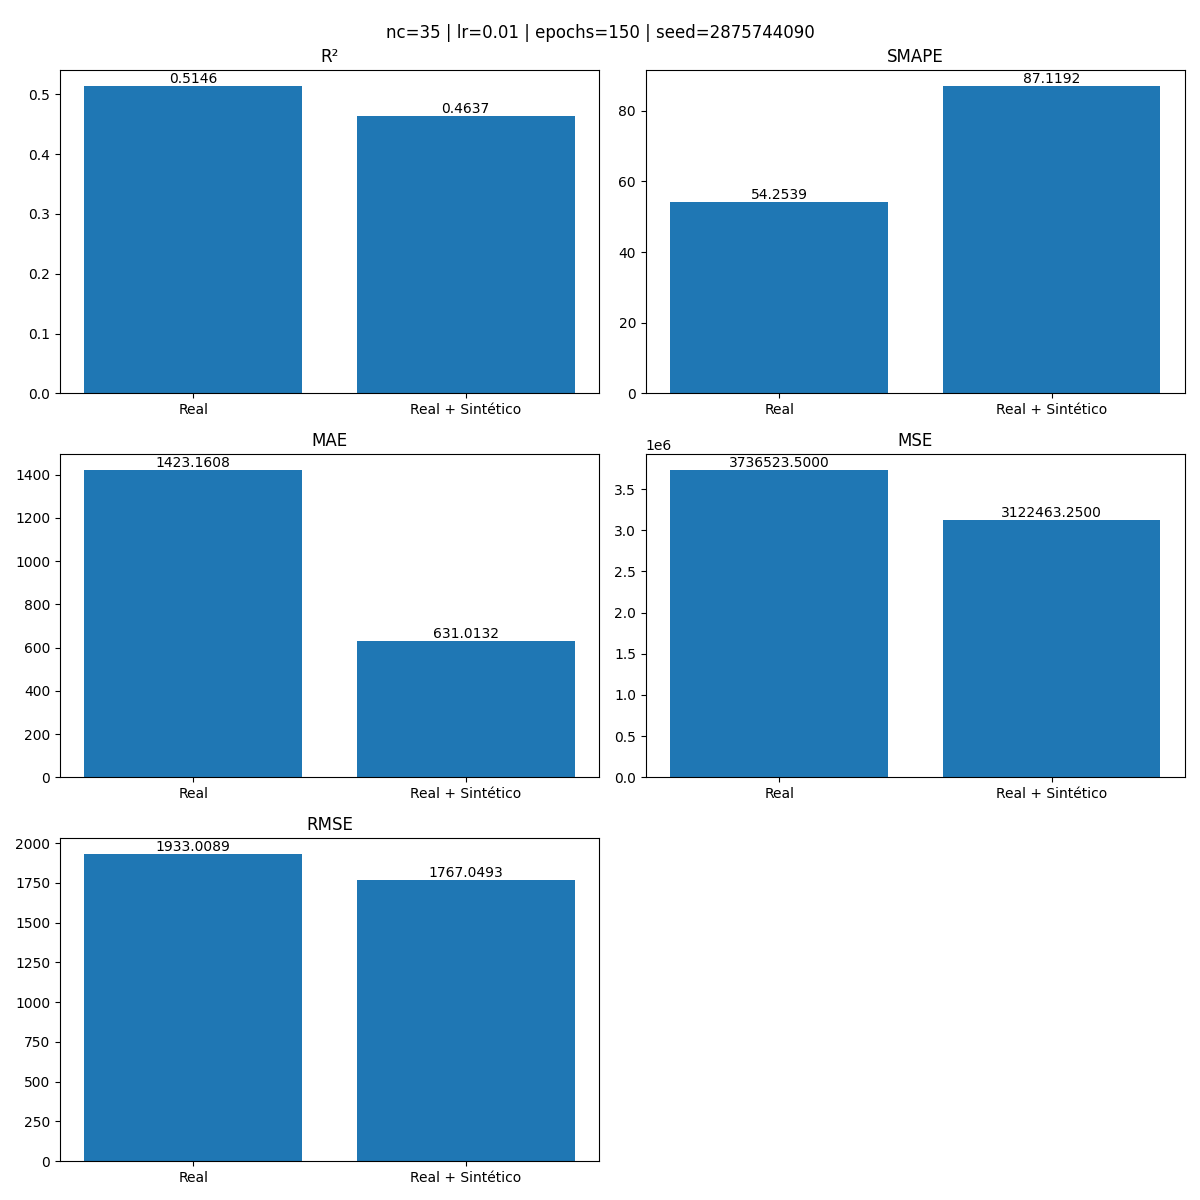 nc=35 | lr=0.01 | epochs=150 | seed=2875744090
R²
0.5146
0.4637
0.5
0.4
0.3
0.2
0.1
0.0
Real
Real + Sintético
SMAPE
87.1192
54.2539
80
60
40
20
0
Real
Real + Sintético
MAE
1423.1608
631.0132
1400
1200
1000
800
600
400
200
0
Real
Real + Sintético
MSE
1e6
3736523.5000
3122463.2500
3.5
3.0
2.5
2.0
1.5
1.0
0.5
0.0
Real
Real + Sintético
RMSE
1933.0089
1767.0493
2000
1750
1500
1250
1000
750
500
250
0
Real
Real + Sintético